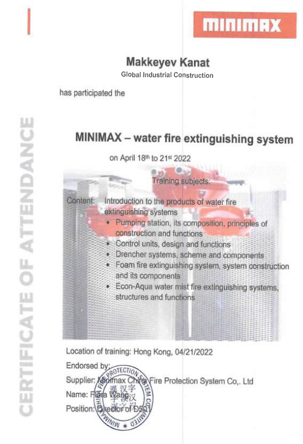 MINIMAX
Makkeyev Kanat
Global Industrial Construction
has participated the
MINIMAX – water fire extinguishing system
on April 18th to 21st 2022
Training subjects:
Content: Introduction to the products of water fire
extinguishing systems
• Pumping station, its composition, principles of
construction and functions
• Control units, design and functions
• Drencher systems, scheme and components
• Foam fire extinguishing system, system construction
and its components
• Econ-Aqua water mist fire extinguishing systems,
structures and functions
Location of training: Hong Kong, 04/21/2022
Endorsed by:
Supplier: Minimax China Fire Protection System Co,. Ltd
Name: Wang
Position: Director of
CERTIFICATE OF ATTENDANCE